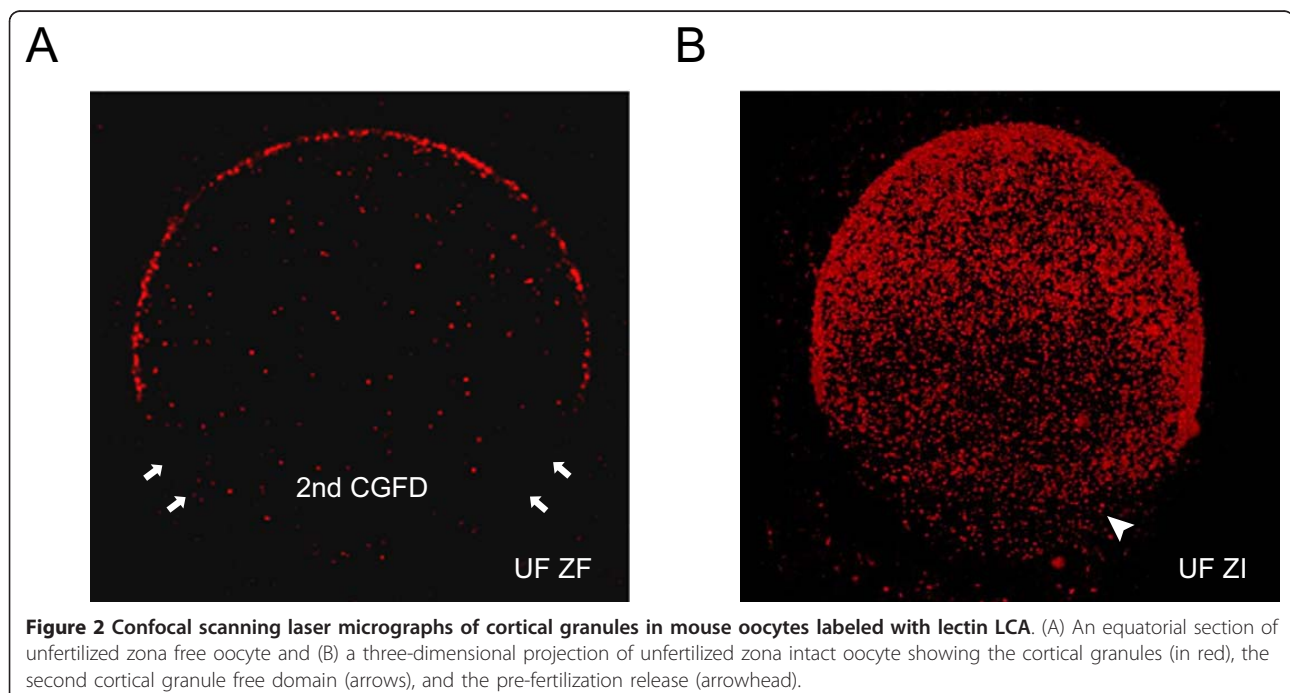 A
B
2nd CGFD
UF ZF
UF ZI
Figure 2 Confocal scanning laser micrographs of cortical granules in mouse oocytes labeled with lectin LCA. (A) An equatorial section of
unfertilized zona free oocyte and (B) a three-dimensional projection of unfertilized zona intact oocyte showing the cortical granules (in red), the
second cortical granule free domain (arrows), and the pre-fertilization release (arrowhead).